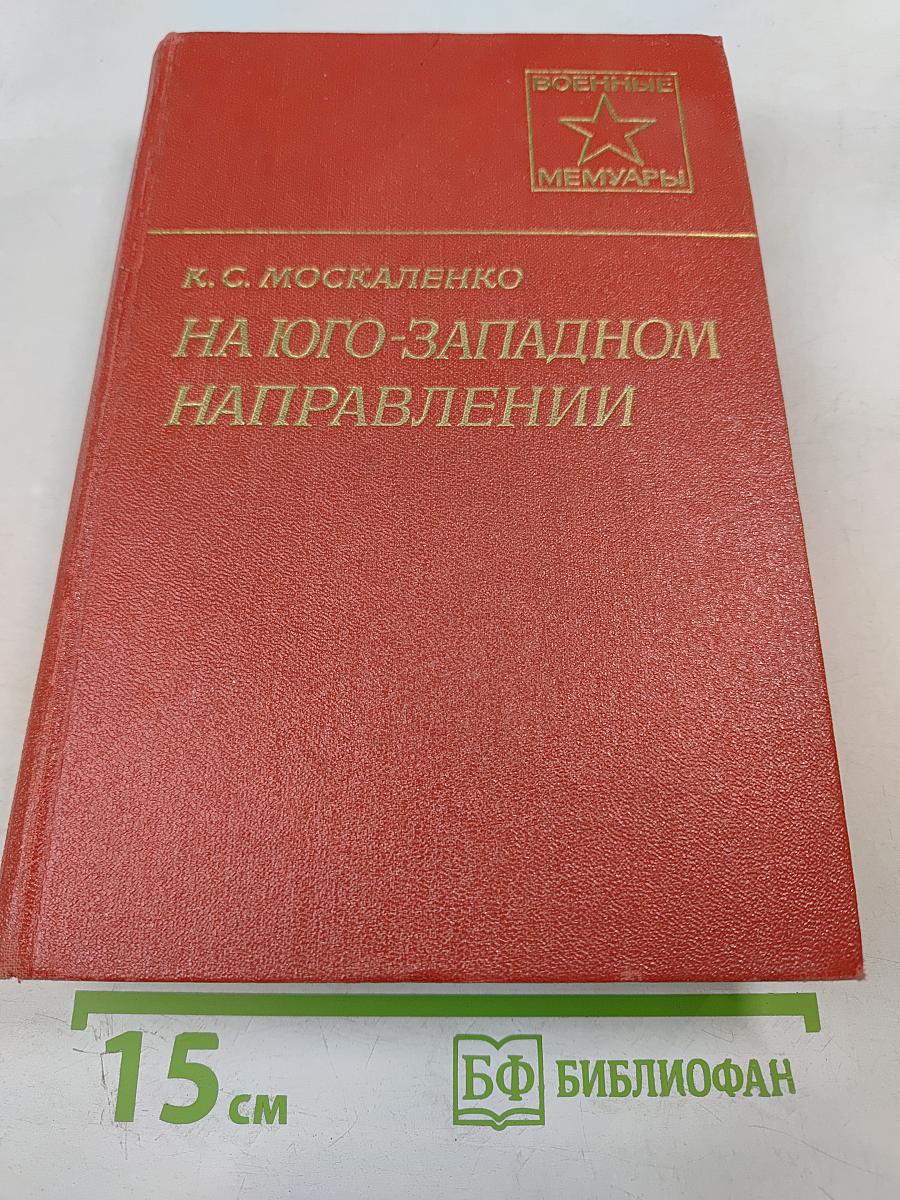 ВОЕННЫЕ
МЕМУАРЫ
К. С. МОСКАЛЕНКО
НА ЮГО-ЗАПАДНОМ
НАПРАВЛЕНИИ
15 см
БФ БИБЛИОФАН